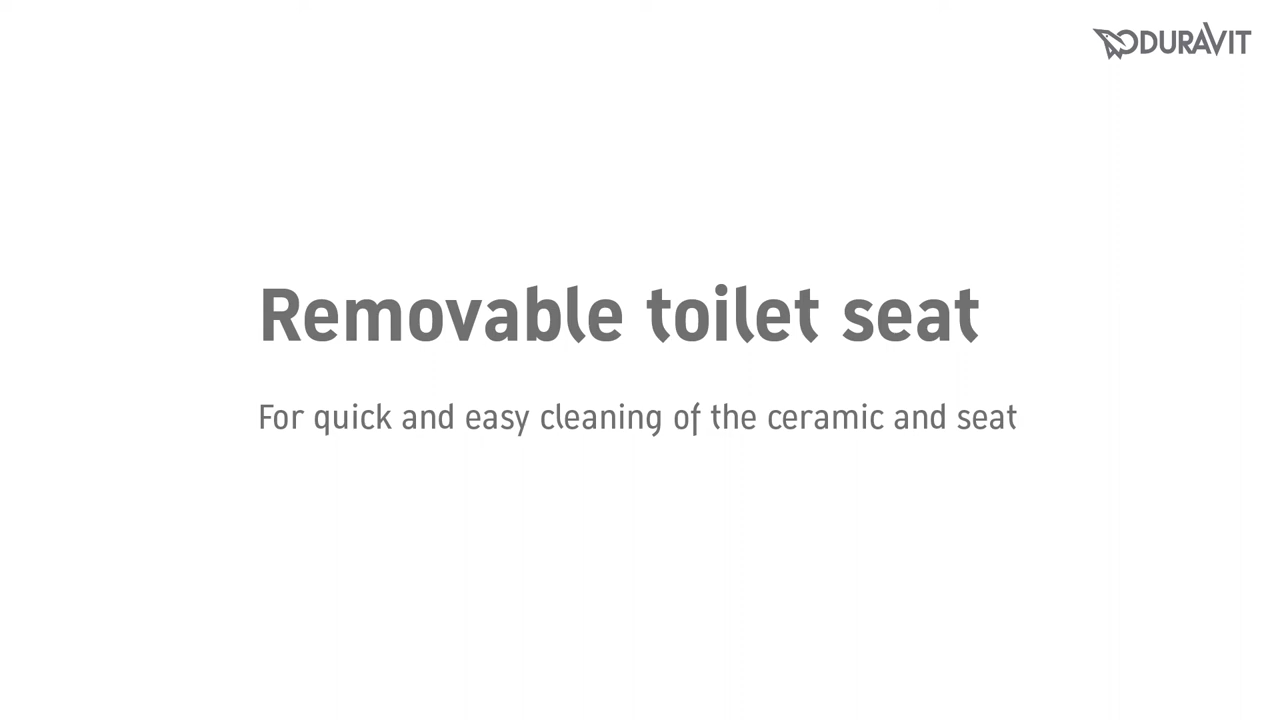 DURAVIT
Removable toilet seat
For quick and easy cleaning of the ceramic and seat